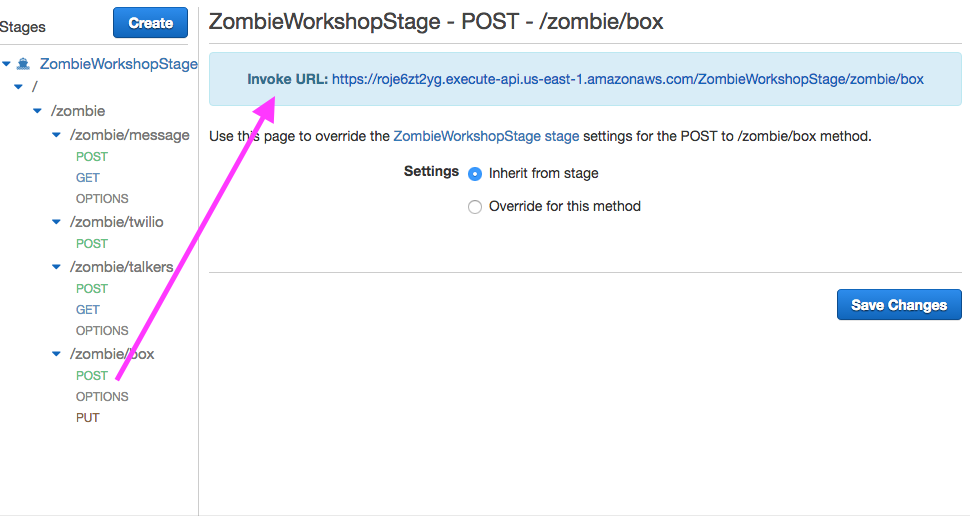 Stages
Create
ZombieWorkshopStage
/
/zombie
/zombie/message
POST
GET
OPTIONS
/zombie/twilio
POST
/zombie/talkers
POST
GET
OPTIONS
/zombie/box
POST
OPTIONS
PUT
ZombieWorkshopStage - POST - /zombie/box
Invoke URL: https://roje6zt2yg.execute-api.us-east-1.amazonaws.com/ZombieWorkshopStage/zombie/box
Use this page to override the ZombieWorkshopStage stage settings for the POST to /zombie/box method.
Settings Inherit from stage
Override for this method
Save Changes